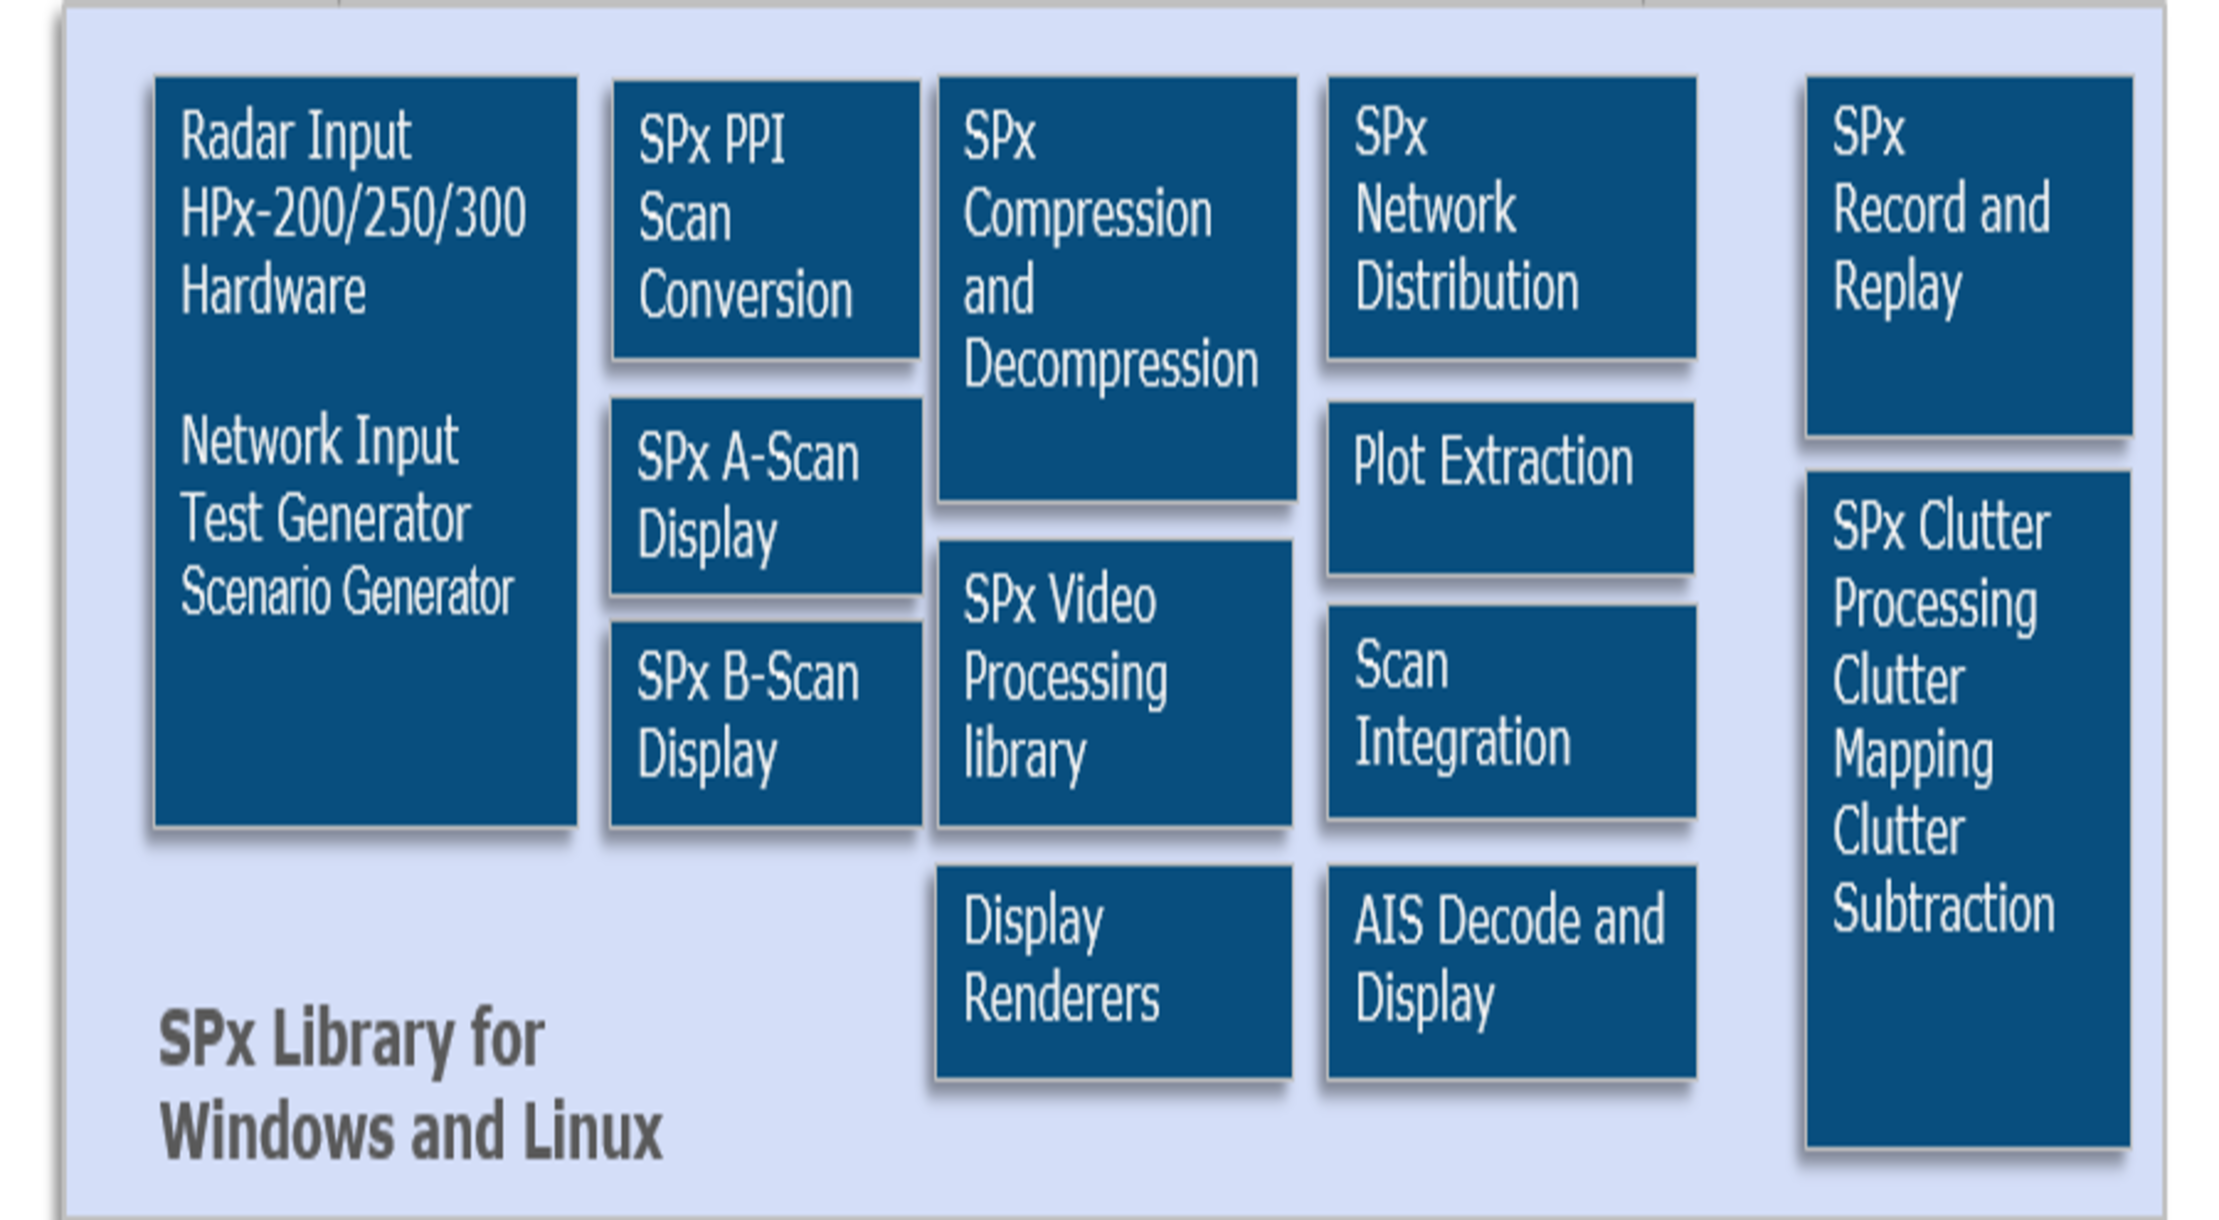 Radar Input
HPx-200/250/300
Hardware
Network Input
Test Generator
Scenario Generator
SPx PPI
Scan
Conversion
SPx A-Scan
Display
SPx B-Scan
Display
SPx
Compression
and
Decompression
SPx Video
Processing
library
Display
Renderers
SPx
Network
Distribution
Plot Extraction
Scan
Integration
AIS Decode and
Display
SPx
Record and
Replay
SPx Clutter
Processing
Clutter
Mapping
Clutter
Subtraction
SPx Library for
Windows and Linux